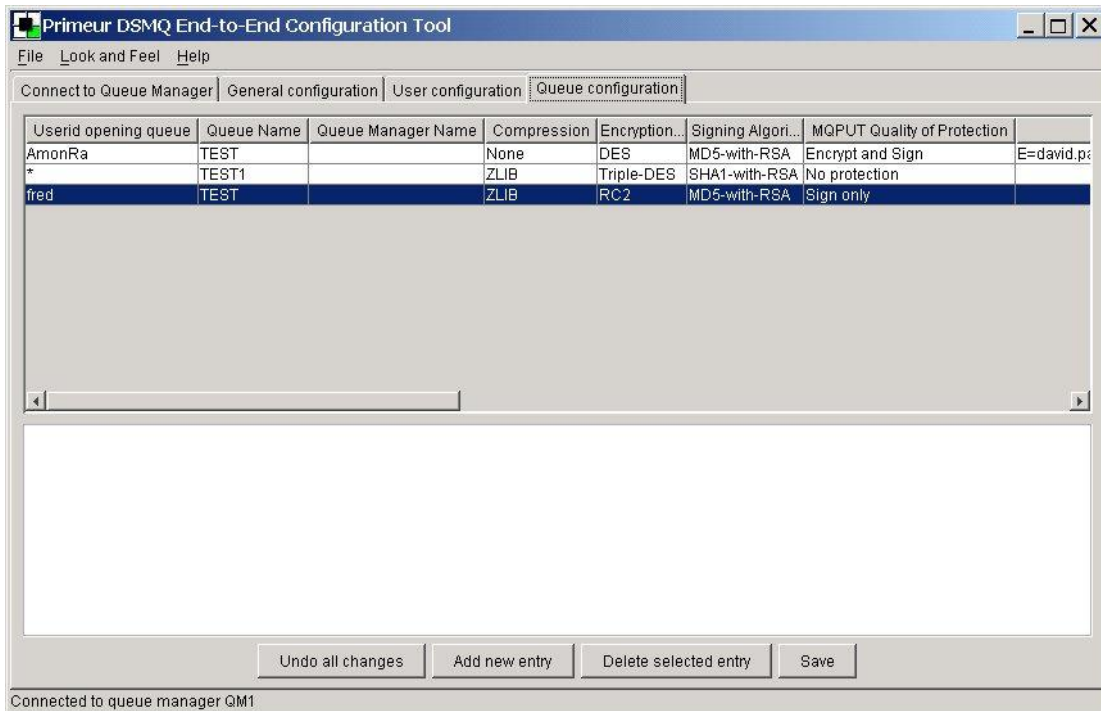 Primeur DSMQ End-to-End Configuration Tool
File Look and Feel Help
Connect to Queue Manager General configuration User configuration Queue configuration
Userid opening queue Queue Name Queue Manager Name Compression Encryption... Signing Algori... MQPUT Quality of Protection
AmonRa TEST None DES MD5-with-RSA Encrypt and Sign E=david.pa
* TEST1 ZLIB Triple-DES SHA1-with-RSA No protection
fred TEST ZLIB RC2 MD5-with-RSA Sign only
Undo all changes Add new entry Delete selected entry Save
Connected to queue manager QM1